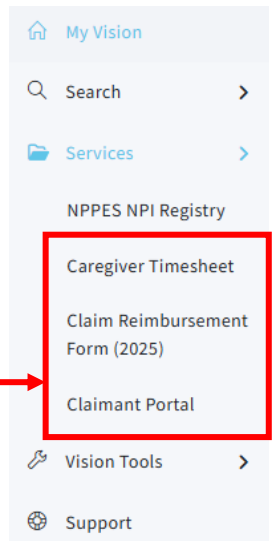 My Vision
Search
Services
NPPES NPI Registry
Caregiver Timesheet
Claim Reimbursement
Form (2025)
Claimant Portal
Vision Tools
Support